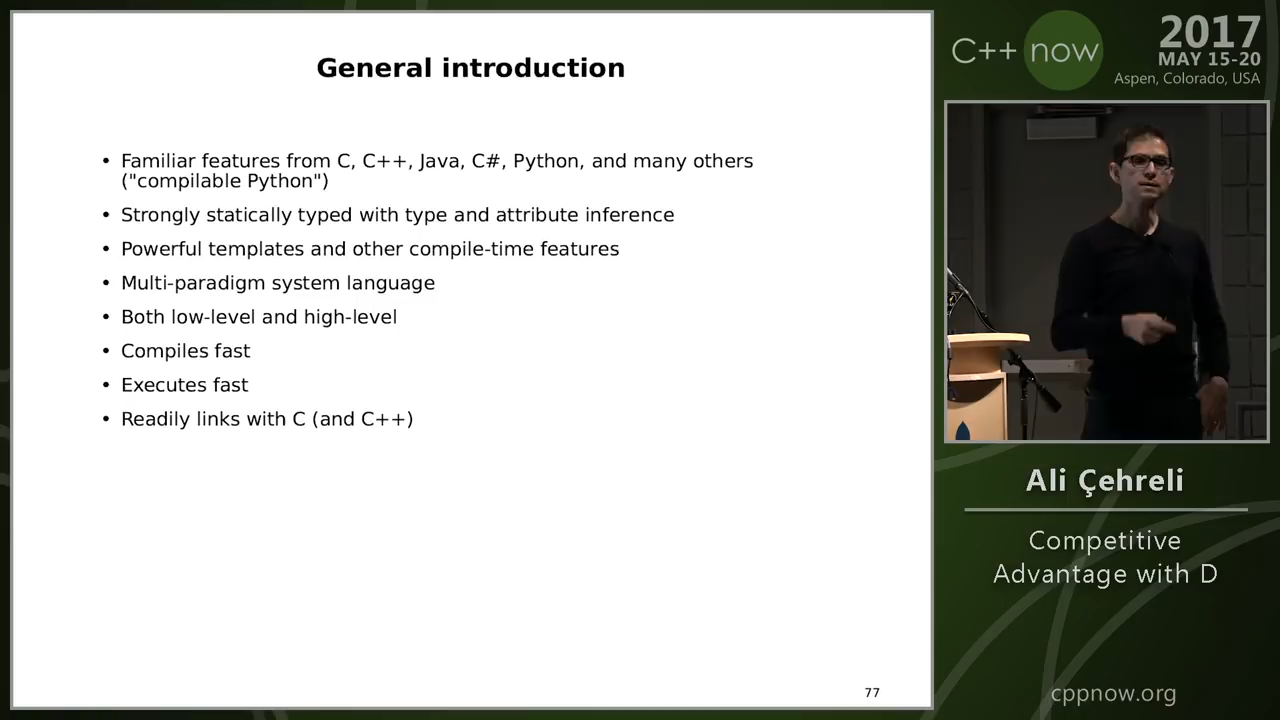 General introduction
• Familiar features from C, C++, Java, C#, Python, and many others
("compilable Python")
• Strongly statically typed with type and attribute inference
• Powerful templates and other compile-time features
• Multi-paradigm system language
• Both low-level and high-level
• Compiles fast
• Executes fast
• Readily links with C (and C++)
77
C++ now
2017
MAY 15-20
Aspen, Colorado, USA
Ali Çehreli
Competitive
Advantage with D
cppnow.org